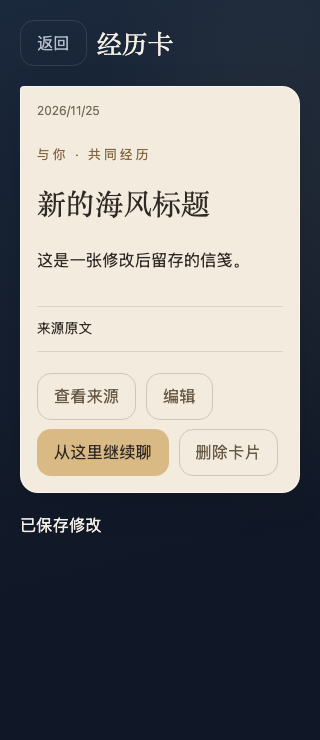 返回
经历卡
2026/11/25
与你 · 共同经历
新的海风标题
这是一张修改后留存的信笺。
来源原文
查看来源
编辑
从这里继续聊
删除卡片
已保存修改